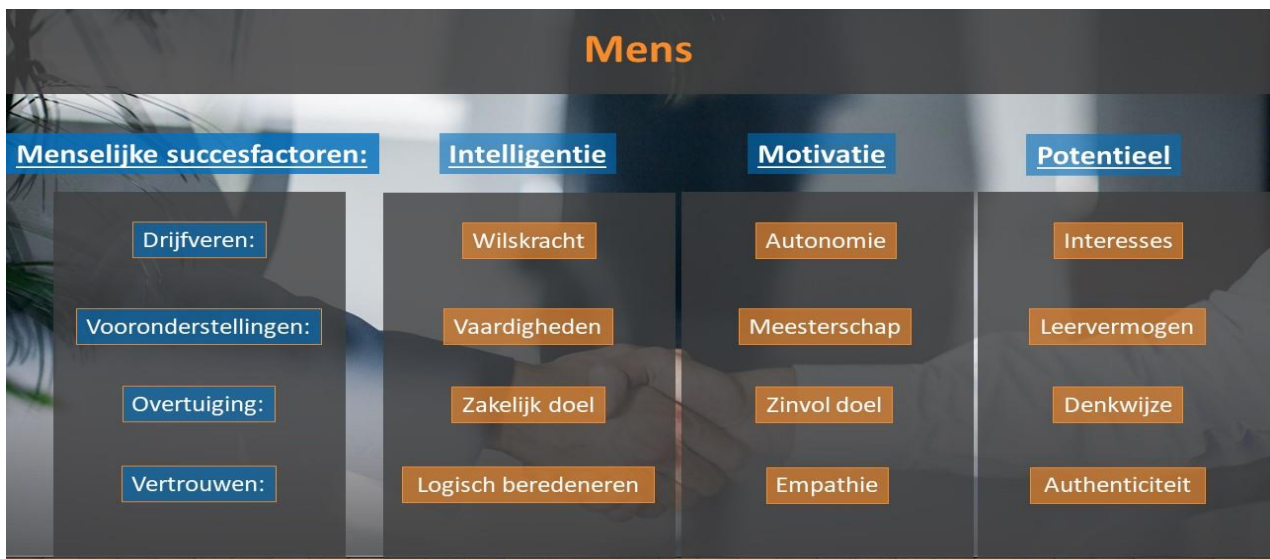 Mens
Menselijke succesfactoren: Intelligentie Motivatie Potentieel
Drijfveren: Wilskracht Autonomie Interesses
Vooronderstellingen: Vaardigheden Meesterschap Leervermogen
Overtuiging: Zakelijk doel Zinvol doel Denkwijze
Vertrouwen: Logisch beredeneren Empathie Authenticiteit